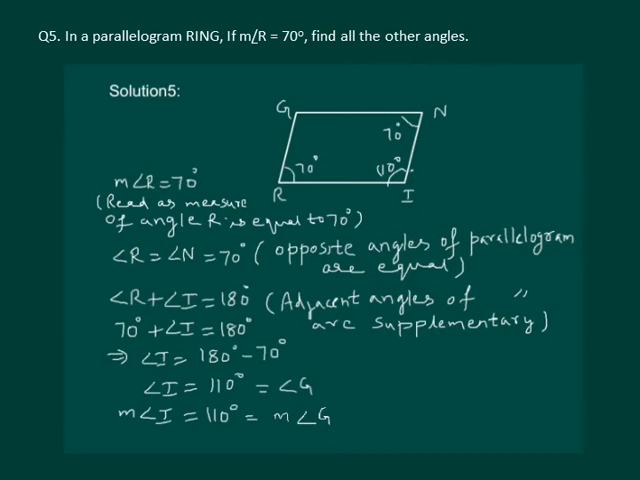 Q5. In a parallelogram RING, If m∠R = 70º, find all the other angles.
Solution5:
G N
70°
70° 110°
R I
m∠R = 70°
(Read as measure
of angle R is equal to 70°)
∠R = ∠N = 70° ( opposite angles of parallelogram
are equal)
∠R + ∠I = 180° (Adjacent angles of "
are supplementary)
70° + ∠I = 180°
⇒ ∠I = 180° - 70°
∠I = 110° = ∠G
m∠I = 110° = m∠G